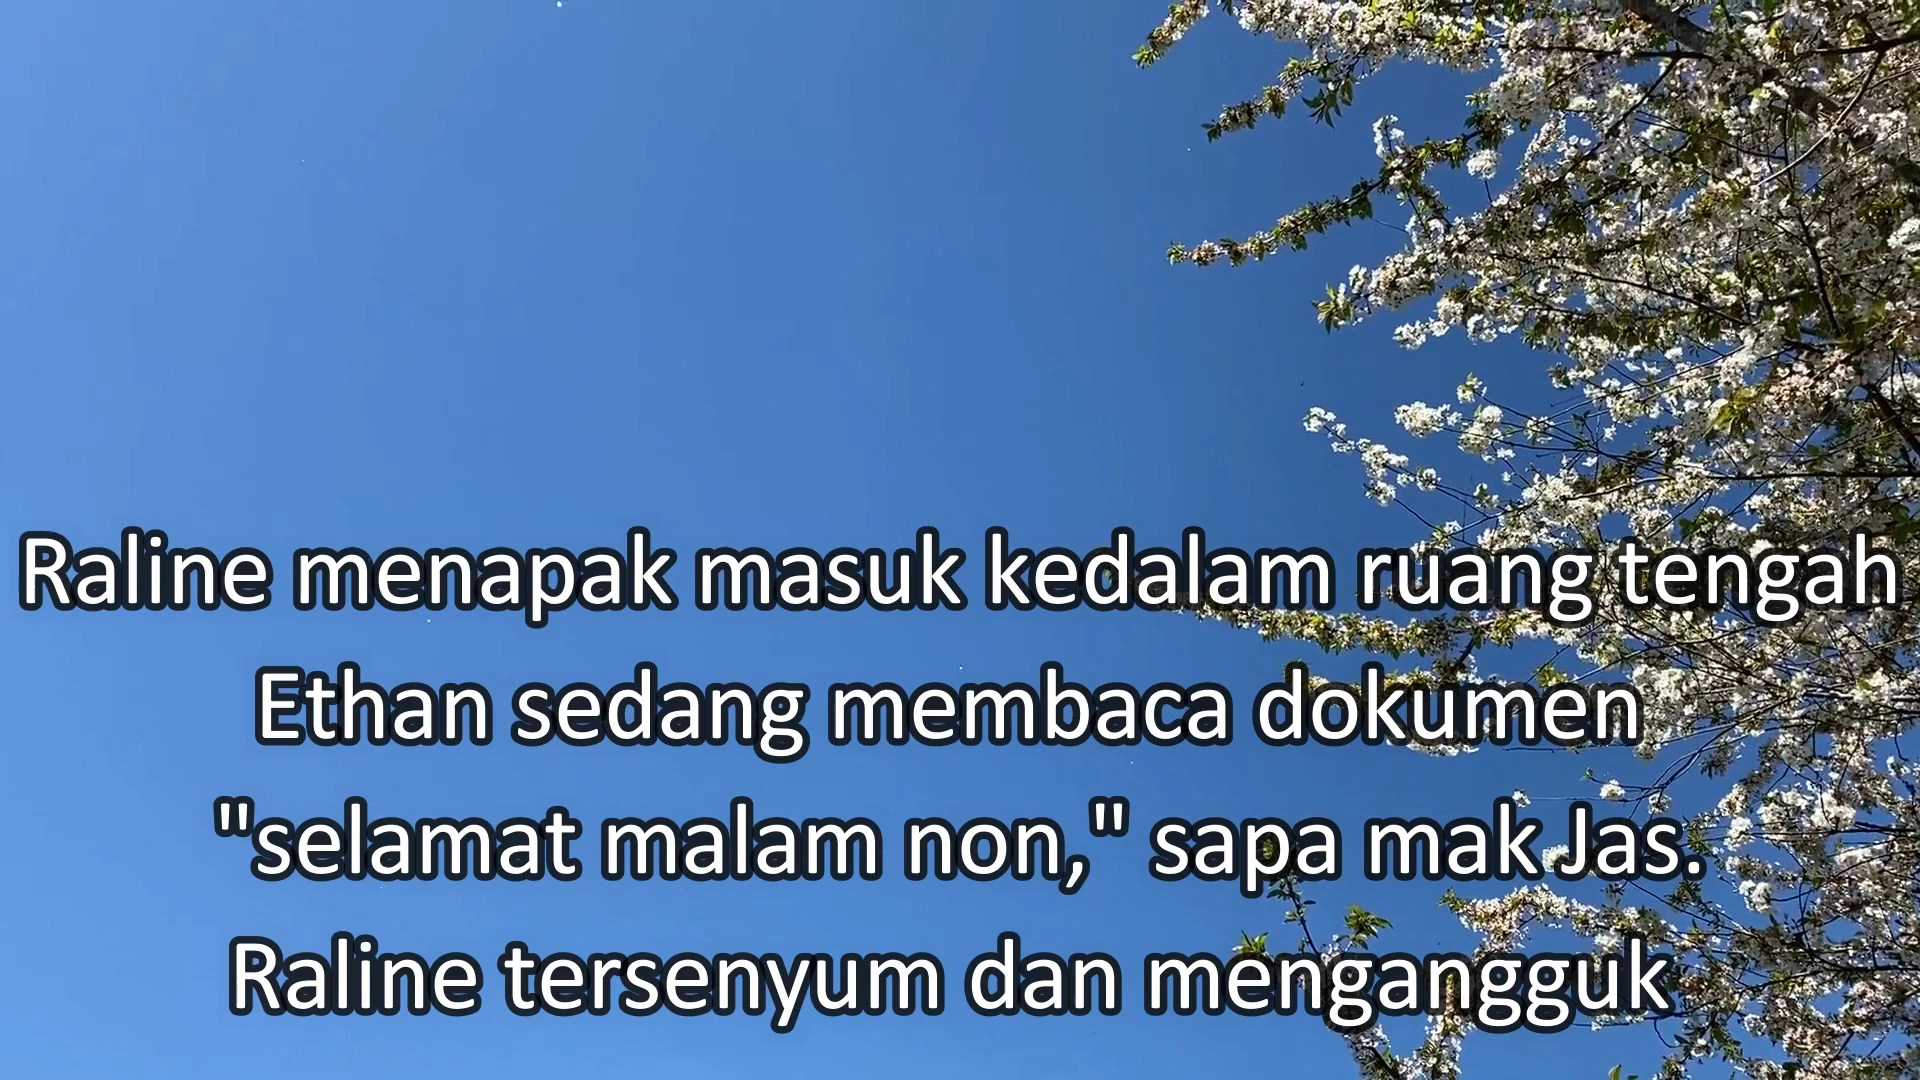 Raline menapak masuk kedalam ruang tengah
Ethan sedang membaca dokumen
"selamat malam non," sapa mak Jas.
Raline tersenyum dan mengangguk